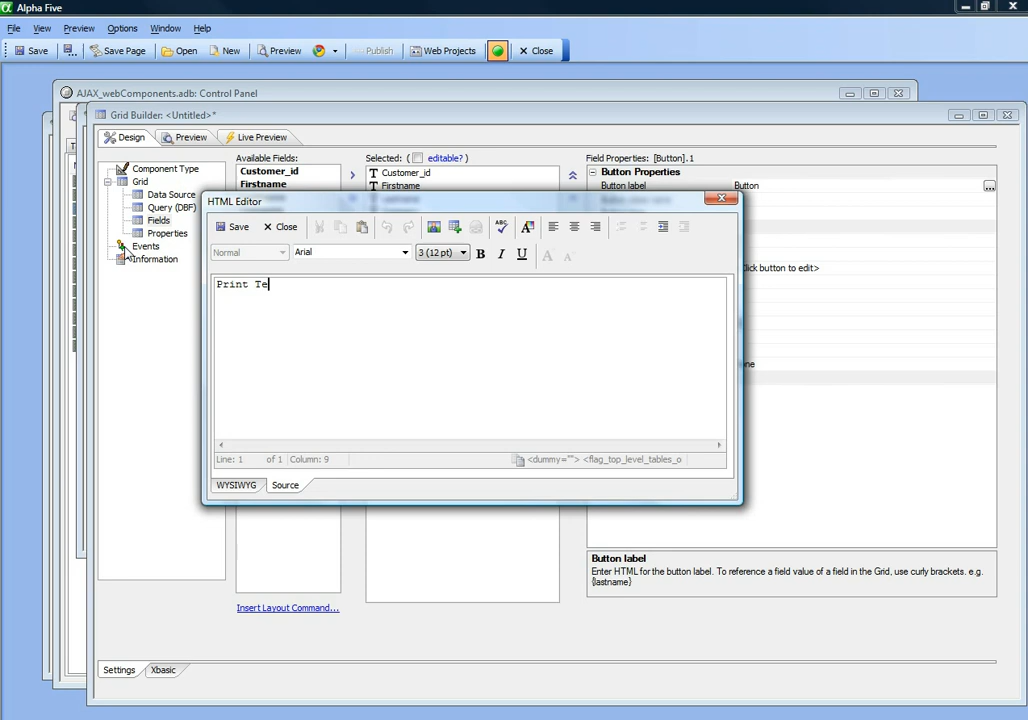 Alpha Five
File View Preview Options Window Help
Save Save Page Open New Preview Publish Web Projects Close
AJAX_webComponents.adb: Control Panel
Grid Builder: <Untitled>*
Design Preview Live Preview
Component Type
Grid
Data Source
Query (DBF)
Fields
Properties
Events
Information
Available Fields:
Customer_id
Firstname
Selected: ( editable? )
Customer_id
Firstname
Field Properties: [Button].1
Button Properties
Button label Button ...
HTML Editor
Save Close
Normal Arial 3 (12 pt) B I U A A
Print Te
Line: 1 of 1 Column: 9 <dummy=""> <flag_top_level_tables_o
WYSIWYG Source
lick button to edit>
one
Button label
Enter HTML for the button label. To reference a field value of a field in the Grid, use curly brackets. e.g.
{lastname}
Insert Layout Command...
Settings Xbasic